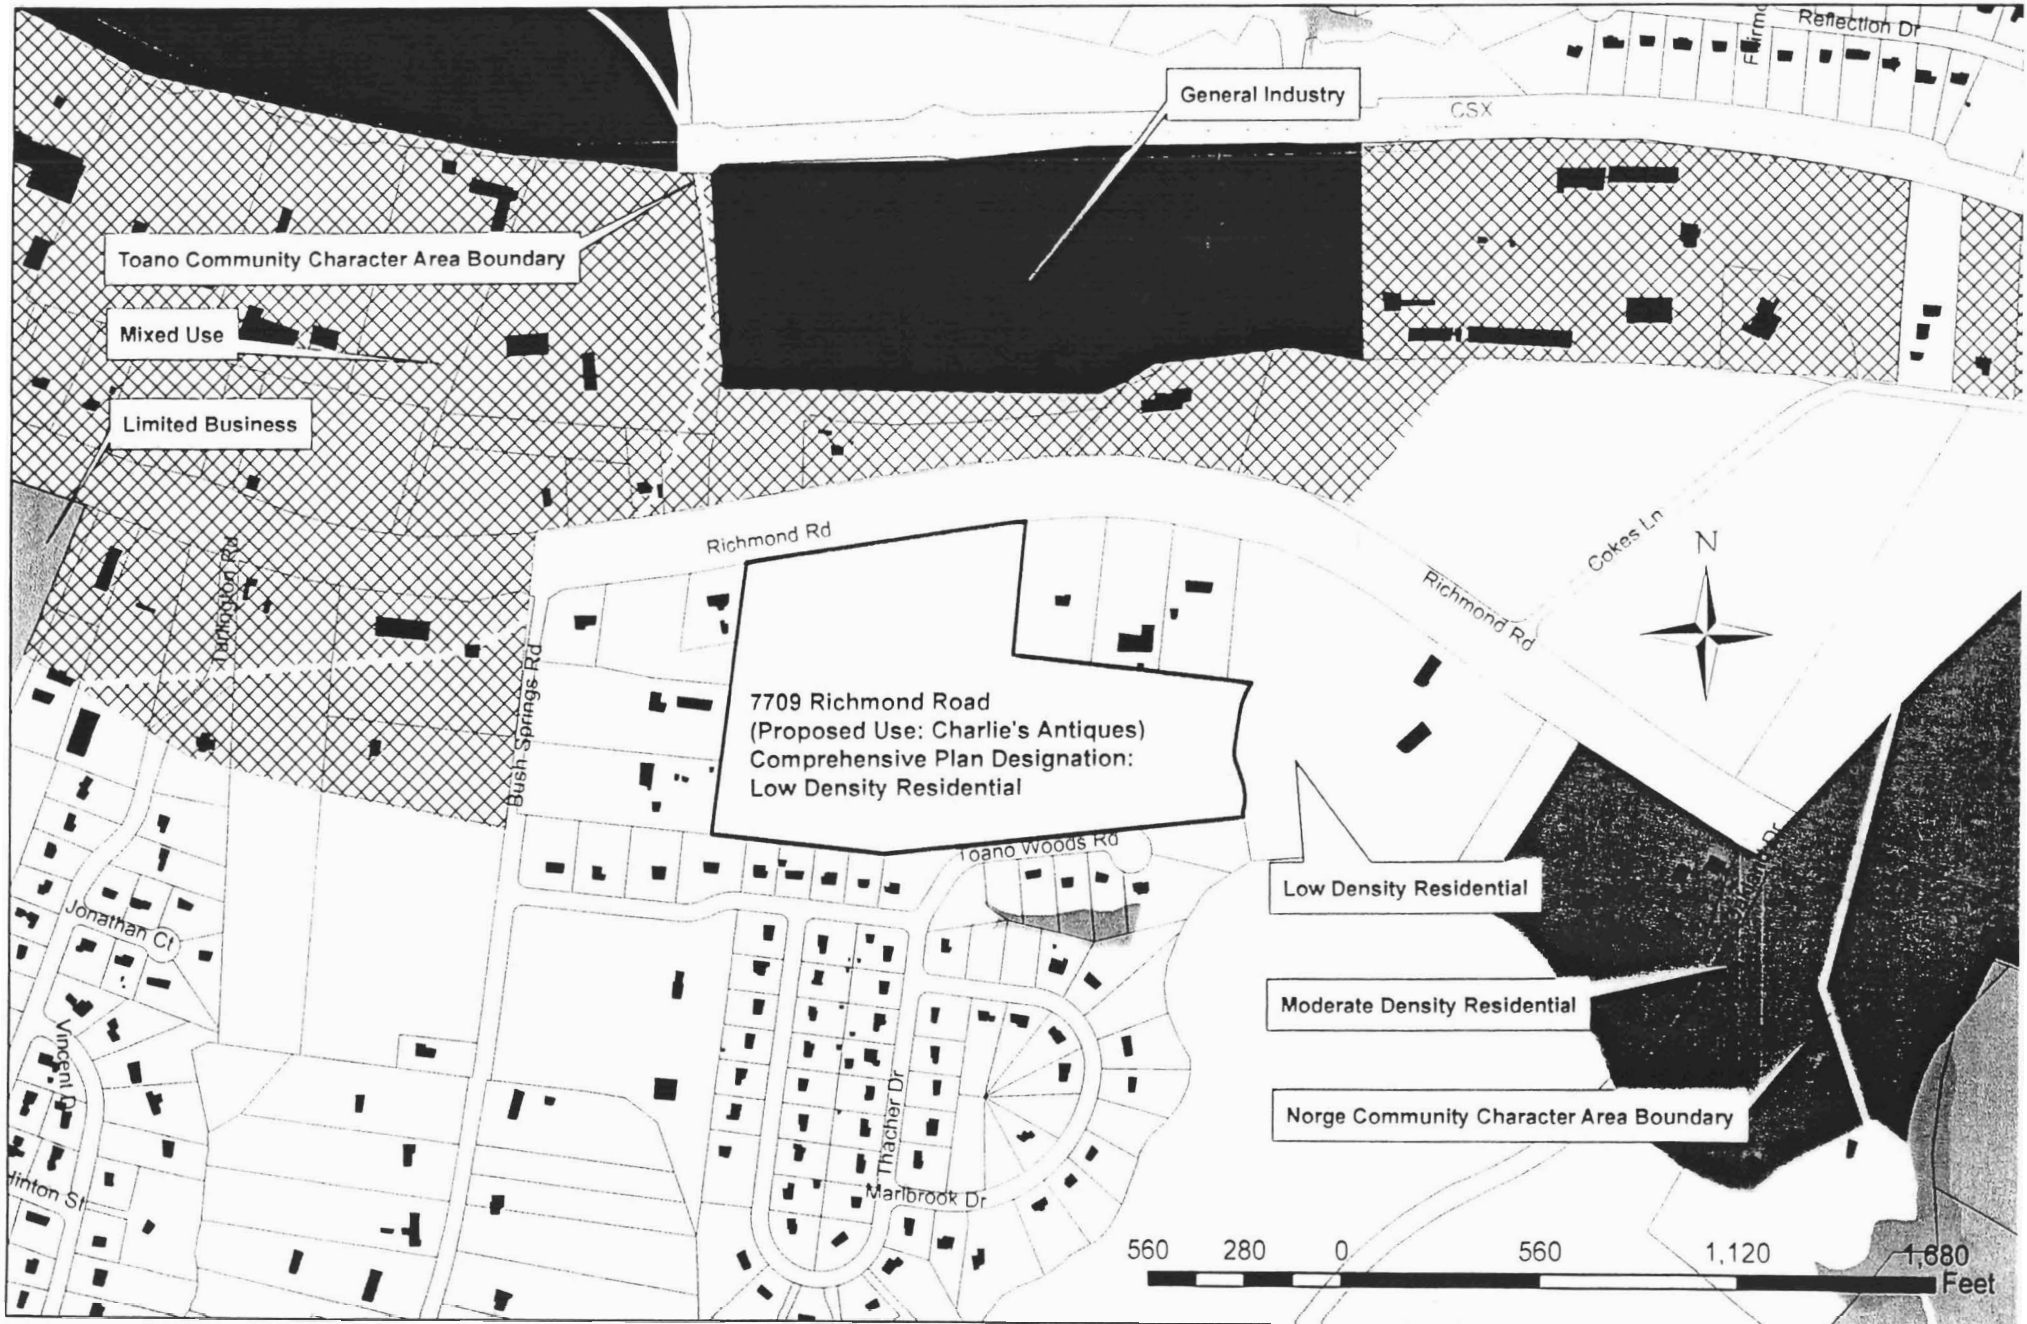 Reflection Dr
General Industry
CSX
Toano Community Character Area Boundary
Mixed Use
Limited Business
Richmond Rd
Cokes Ln
N
Richmond Rd
Bush Springs Rd
7709 Richmond Road
(Proposed Use: Charlie's Antiques)
Comprehensive Plan Designation:
Low Density Residential
Toano Woods Rd
Low Density Residential
Jonathan Ct
Moderate Density Residential
Vincent D
Thacher Dr
Norge Community Character Area Boundary
Marlbrook Dr
linton St
560 280 0 560 1,120 1,680
Feet